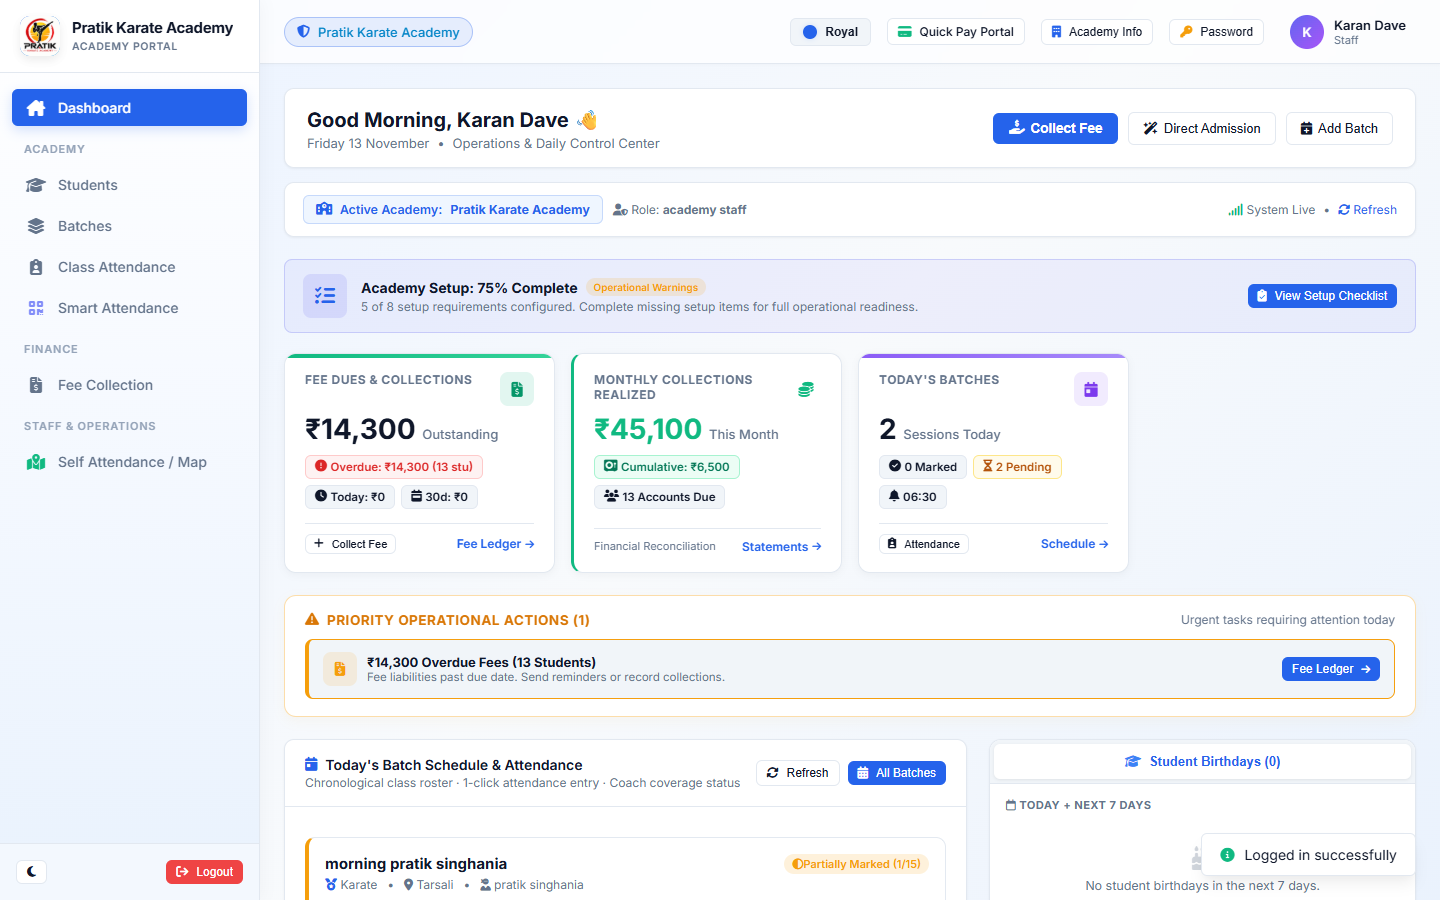 PRATIK
Pratik Karate Academy
ACADEMY PORTAL
Dashboard
ACADEMY
Students
Batches
Class Attendance
Smart Attendance
FINANCE
Fee Collection
STAFF & OPERATIONS
Self Attendance / Map
Logout
Pratik Karate Academy
Royal
Quick Pay Portal
Academy Info
Password
K
Karan Dave
Staff
Good Morning, Karan Dave 👋
Friday 13 November • Operations & Daily Control Center
Collect Fee
Direct Admission
Add Batch
Active Academy: Pratik Karate Academy
Role: academy staff
System Live • Refresh
Academy Setup: 75% Complete
Operational Warnings
5 of 8 setup requirements configured. Complete missing setup items for full operational readiness.
View Setup Checklist
FEE DUES & COLLECTIONS
₹14,300 Outstanding
Overdue: ₹14,300 (13 stu)
Today: ₹0
30d: ₹0
+ Collect Fee
Fee Ledger →
MONTHLY COLLECTIONS
REALIZED
₹45,100 This Month
Cumulative: ₹6,500
13 Accounts Due
Financial Reconciliation
Statements →
TODAY'S BATCHES
2 Sessions Today
0 Marked
2 Pending
06:30
Attendance
Schedule →
PRIORITY OPERATIONAL ACTIONS (1)
Urgent tasks requiring attention today
₹14,300 Overdue Fees (13 Students)
Fee liabilities past due date. Send reminders or record collections.
Fee Ledger →
Today's Batch Schedule & Attendance
Chronological class roster · 1-click attendance entry · Coach coverage status
Refresh
All Batches
morning pratik singhania
Partially Marked (1/15)
Karate • Tarsali • pratik singhania
Student Birthdays (0)
TODAY + NEXT 7 DAYS
Logged in successfully
No student birthdays in the next 7 days.